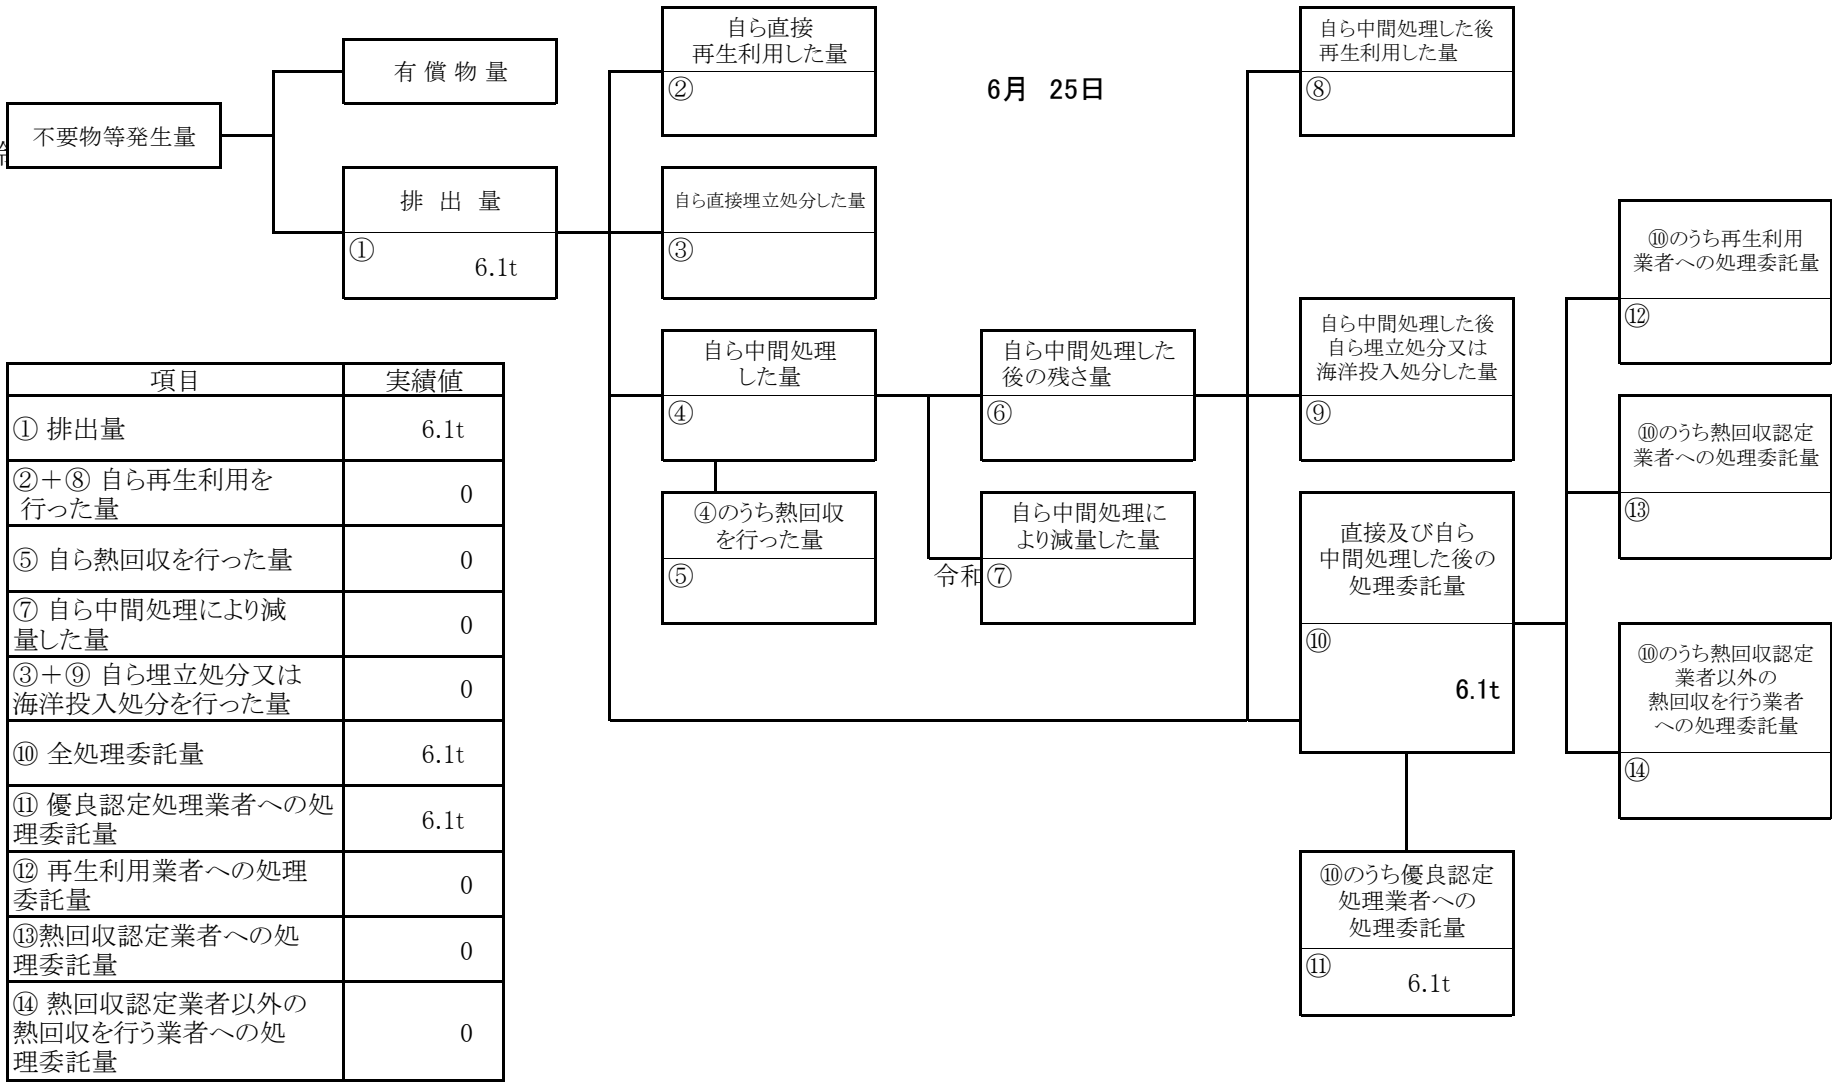 自ら直接
再生利用した量
②
6月 25日
自ら中間処理した後
再生利用した量
⑧
有 償 物 量
不要物等発生量
排 出 量
①
6.1t
自ら直接埋立処分した量
③
⑩のうち再生利用
業者への処理委託量
⑫
自ら中間処理
した量
④
自ら中間処理した
後の残さ量
⑥
自ら中間処理した後
自ら埋立処分又は
海洋投入処分した量
⑨
⑩のうち熱回収認定
業者への処理委託量
⑬
④のうち熱回収
を行った量
⑤
自ら中間処理に
より減量した量
令和
⑦
直接及び自ら
中間処理した後の
処理委託量
⑩
6.1t
⑩のうち熱回収認定
業者以外の
熱回収を行う業者
への処理委託量
⑭
⑩のうち優良認定
処理業者への
処理委託量
⑪
6.1t
項目 実績値
① 排出量 6.1t
②+⑧ 自ら再生利用を
行った量 0
⑤ 自ら熱回収を行った量 0
⑦ 自ら中間処理により減
量した量 0
③+⑨ 自ら埋立処分又は
海洋投入処分を行った量 0
⑩ 全処理委託量 6.1t
⑪ 優良認定処理業者への処
理委託量 6.1t
⑫ 再生利用業者への処理
委託量 0
⑬熱回収認定業者への処
理委託量 0
⑭ 熱回収認定業者以外の
熱回収を行う業者への処
理委託量 0